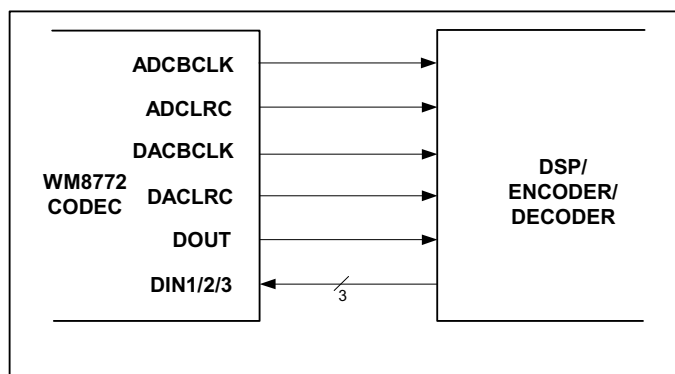 ADCBCLK
ADCLRC
DACBCLK
WM8772
CODEC
DACLRC
DOUT
DIN1/2/3
3
DSP/
ENCODER/
DECODER